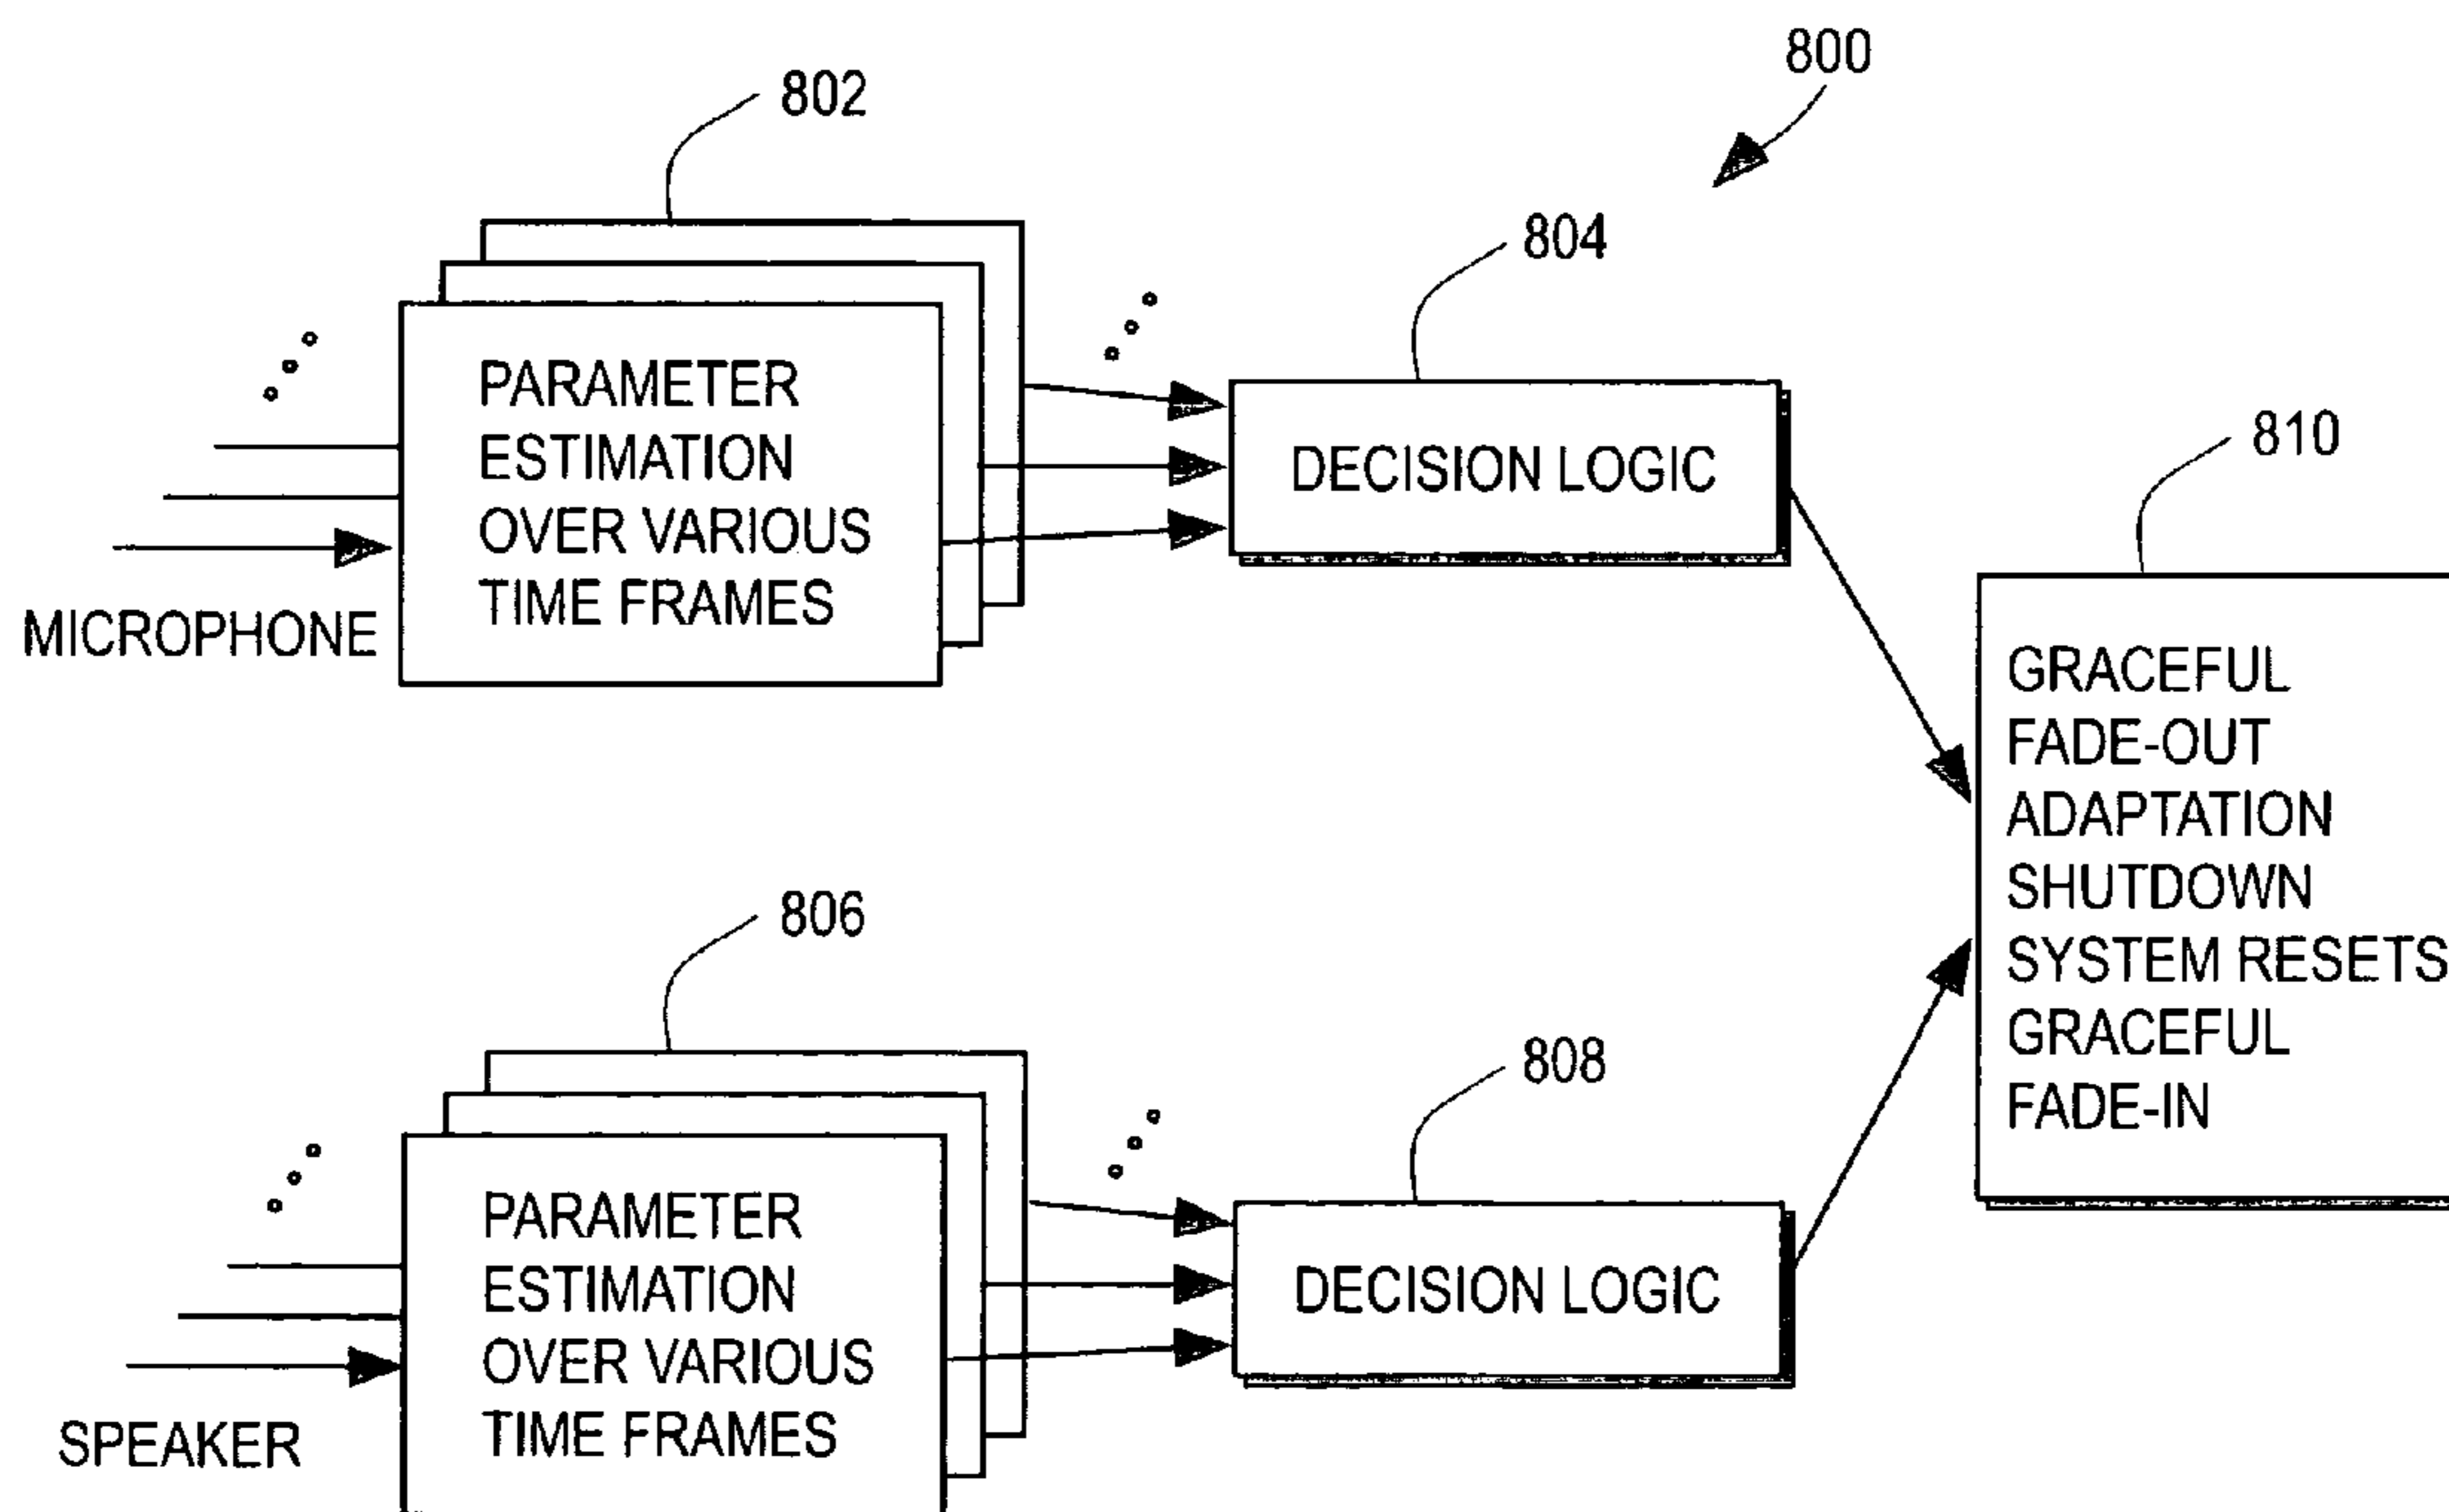 800
802
804
PARAMETER
ESTIMATION
OVER VARIOUS
TIME FRAMES
MICROPHONE
DECISION LOGIC
810
GRACEFUL
FADE-OUT
ADAPTATION
SHUTDOWN
SYSTEM RESETS
GRACEFUL
FADE-IN
806
808
PARAMETER
ESTIMATION
OVER VARIOUS
TIME FRAMES
SPEAKER
DECISION LOGIC